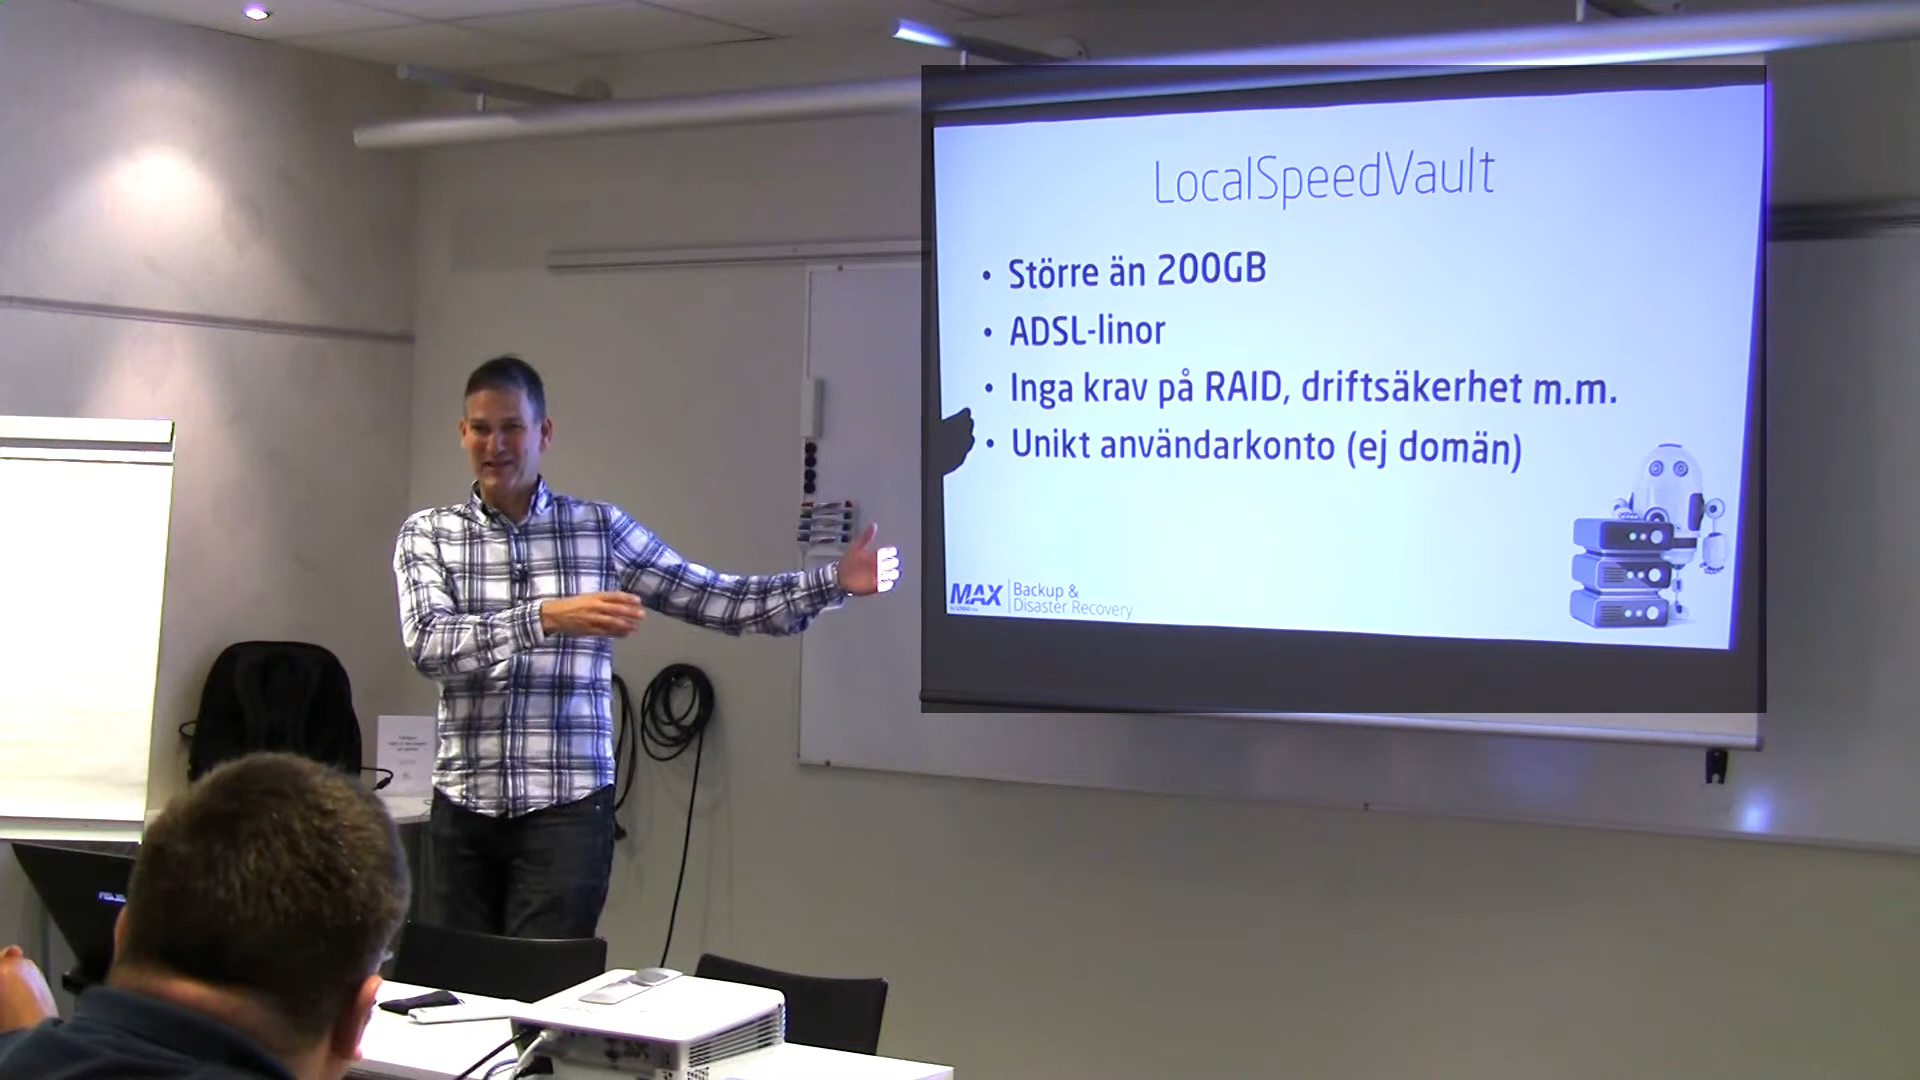 LocalSpeedVault
• Större än 200GB
• ADSL-linor
• Inga krav på RAID, driftsäkerhet m.m.
• Unikt användarkonto (ej domän)
MAX Backup &
Disaster Recovery
ASUS